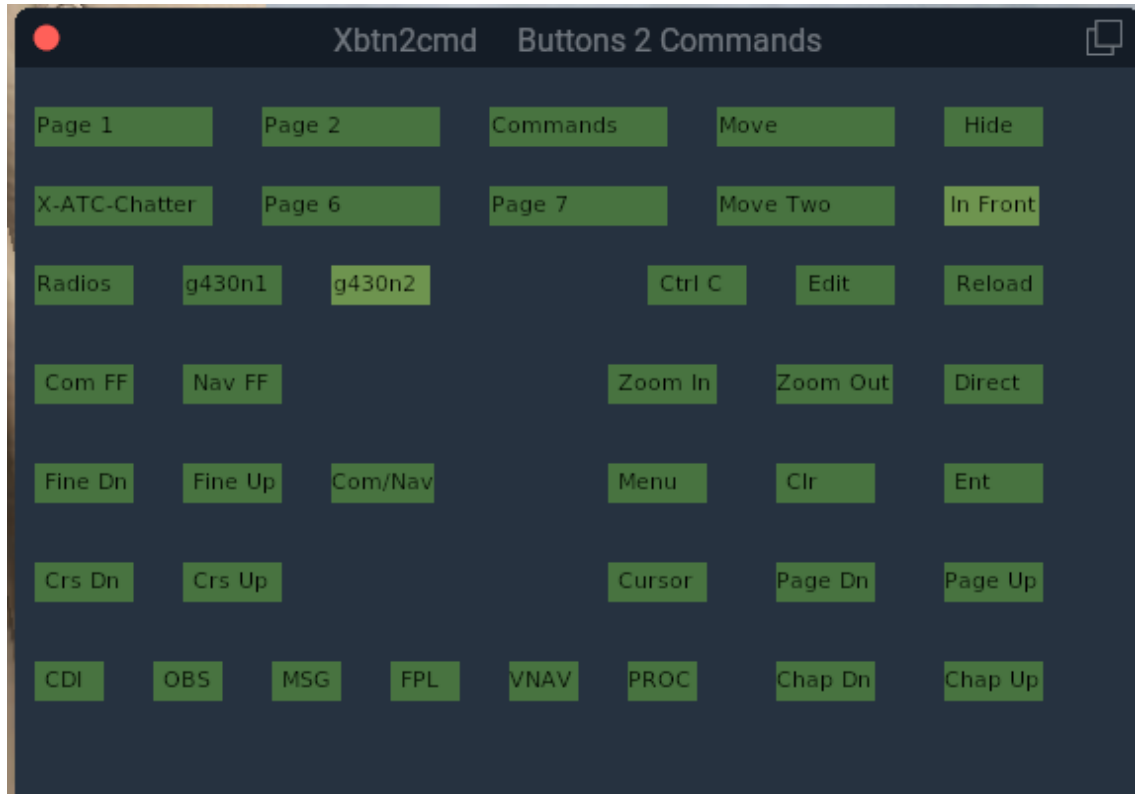 Xbtn2cmd Buttons 2 Commands
Page 1 Page 2 Commands Move Hide
X-ATC-Chatter Page 6 Page 7 Move Two In Front
Radios g430n1 g430n2 Ctrl C Edit Reload
Com FF Nav FF Zoom In Zoom Out Direct
Fine Dn Fine Up Com/Nav Menu Clr Ent
Crs Dn Crs Up Cursor Page Dn Page Up
CDI OBS MSG FPL VNAV PROC Chap Dn Chap Up